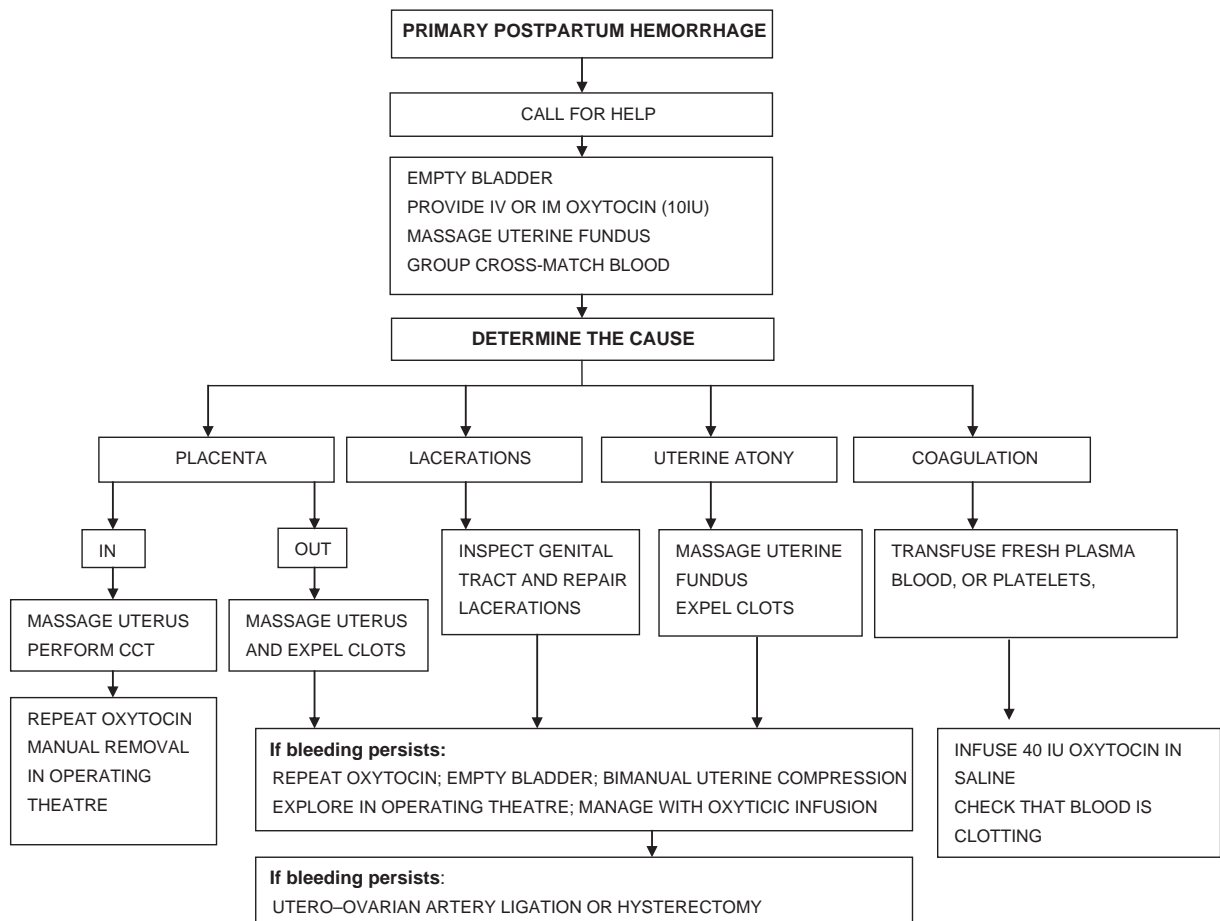 PRIMARY POSTPARTUM HEMORRHAGE
CALL FOR HELP
EMPTY BLADDER
PROVIDE IV OR IM OXYTOCIN (10IU)
MASSAGE UTERINE FUNDUS
GROUP CROSS-MATCH BLOOD
DETERMINE THE CAUSE
PLACENTA
LACERATIONS
UTERINE ATONY
COAGULATION
IN
OUT
INSPECT GENITAL
TRACT AND REPAIR
LACERATIONS
MASSAGE UTERINE
FUNDUS
EXPEL CLOTS
TRANSFUSE FRESH PLASMA
BLOOD, OR PLATELETS,
MASSAGE UTERUS
PERFORM CCT
MASSAGE UTERUS
AND EXPEL CLOTS
REPEAT OXYTOCIN
MANUAL REMOVAL
IN OPERATING
THEATRE
If bleeding persists:
REPEAT OXYTOCIN; EMPTY BLADDER; BIMANUAL UTERINE COMPRESSION
EXPLORE IN OPERATING THEATRE; MANAGE WITH OXYTICIC INFUSION
INFUSE 40 IU OXYTOCIN IN
SALINE
CHECK THAT BLOOD IS
CLOTTING
If bleeding persists:
UTERO–OVARIAN ARTERY LIGATION OR HYSTERECTOMY